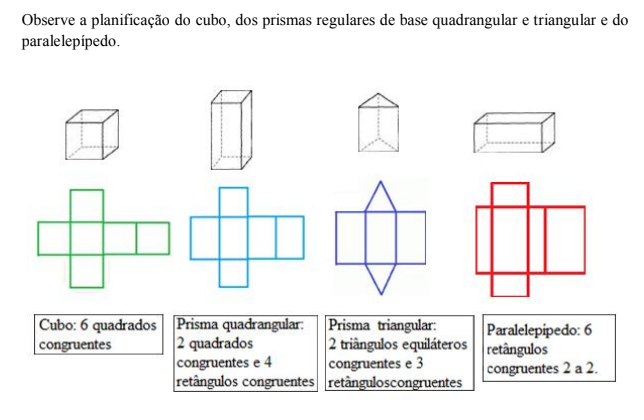 Observe a planificação do cubo, dos prismas regulares de base quadrangular e triangular e do
paralelepípedo.
Cubo: 6 quadrados
congruentes
Prisma quadrangular:
2 quadrados
congruentes e 4
retângulos congruentes
Prisma triangular:
2 triângulos equiláteros
congruentes e 3
retânguloscongruentes
Paralelepípedo: 6
retângulos
congruentes 2 a 2.